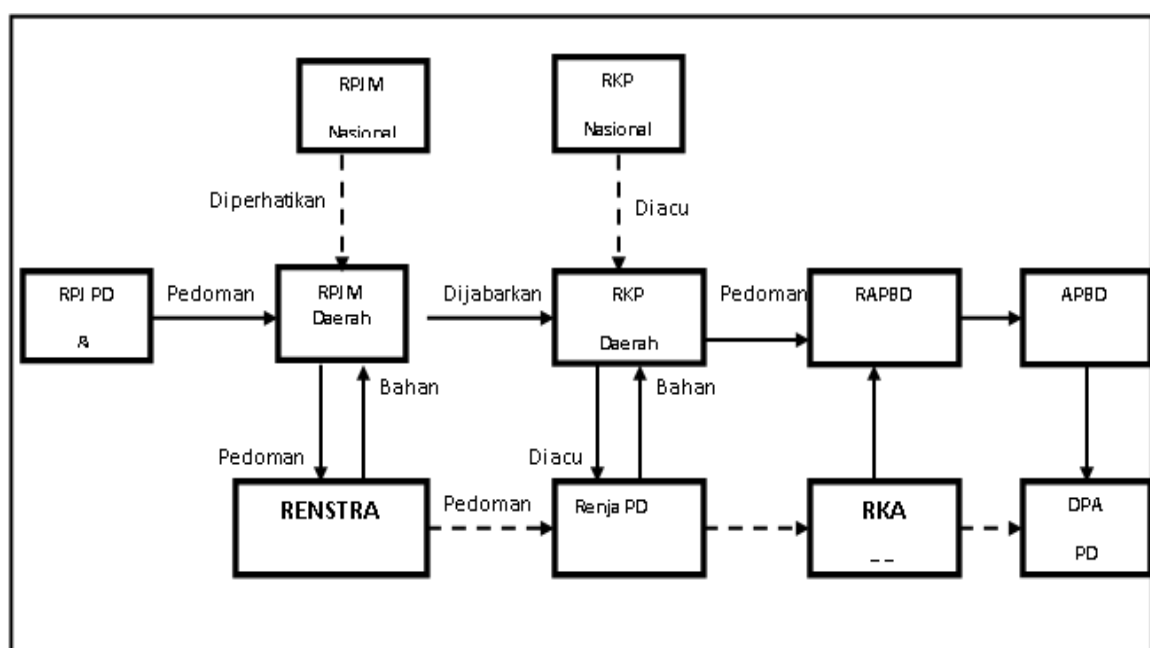 RPJM
Nasional
RKP
Nasional
Diperhatikan
Diacu
RPJPD
&
Pedoman
RPJM
Daerah
Dijabarkan
RKP
Daerah
Pedoman
RAPBD
APBD
Bahan
Bahan
Pedoman
Diacu
RENSTRA
Pedoman
Renja PD
RKA
DPA
PD